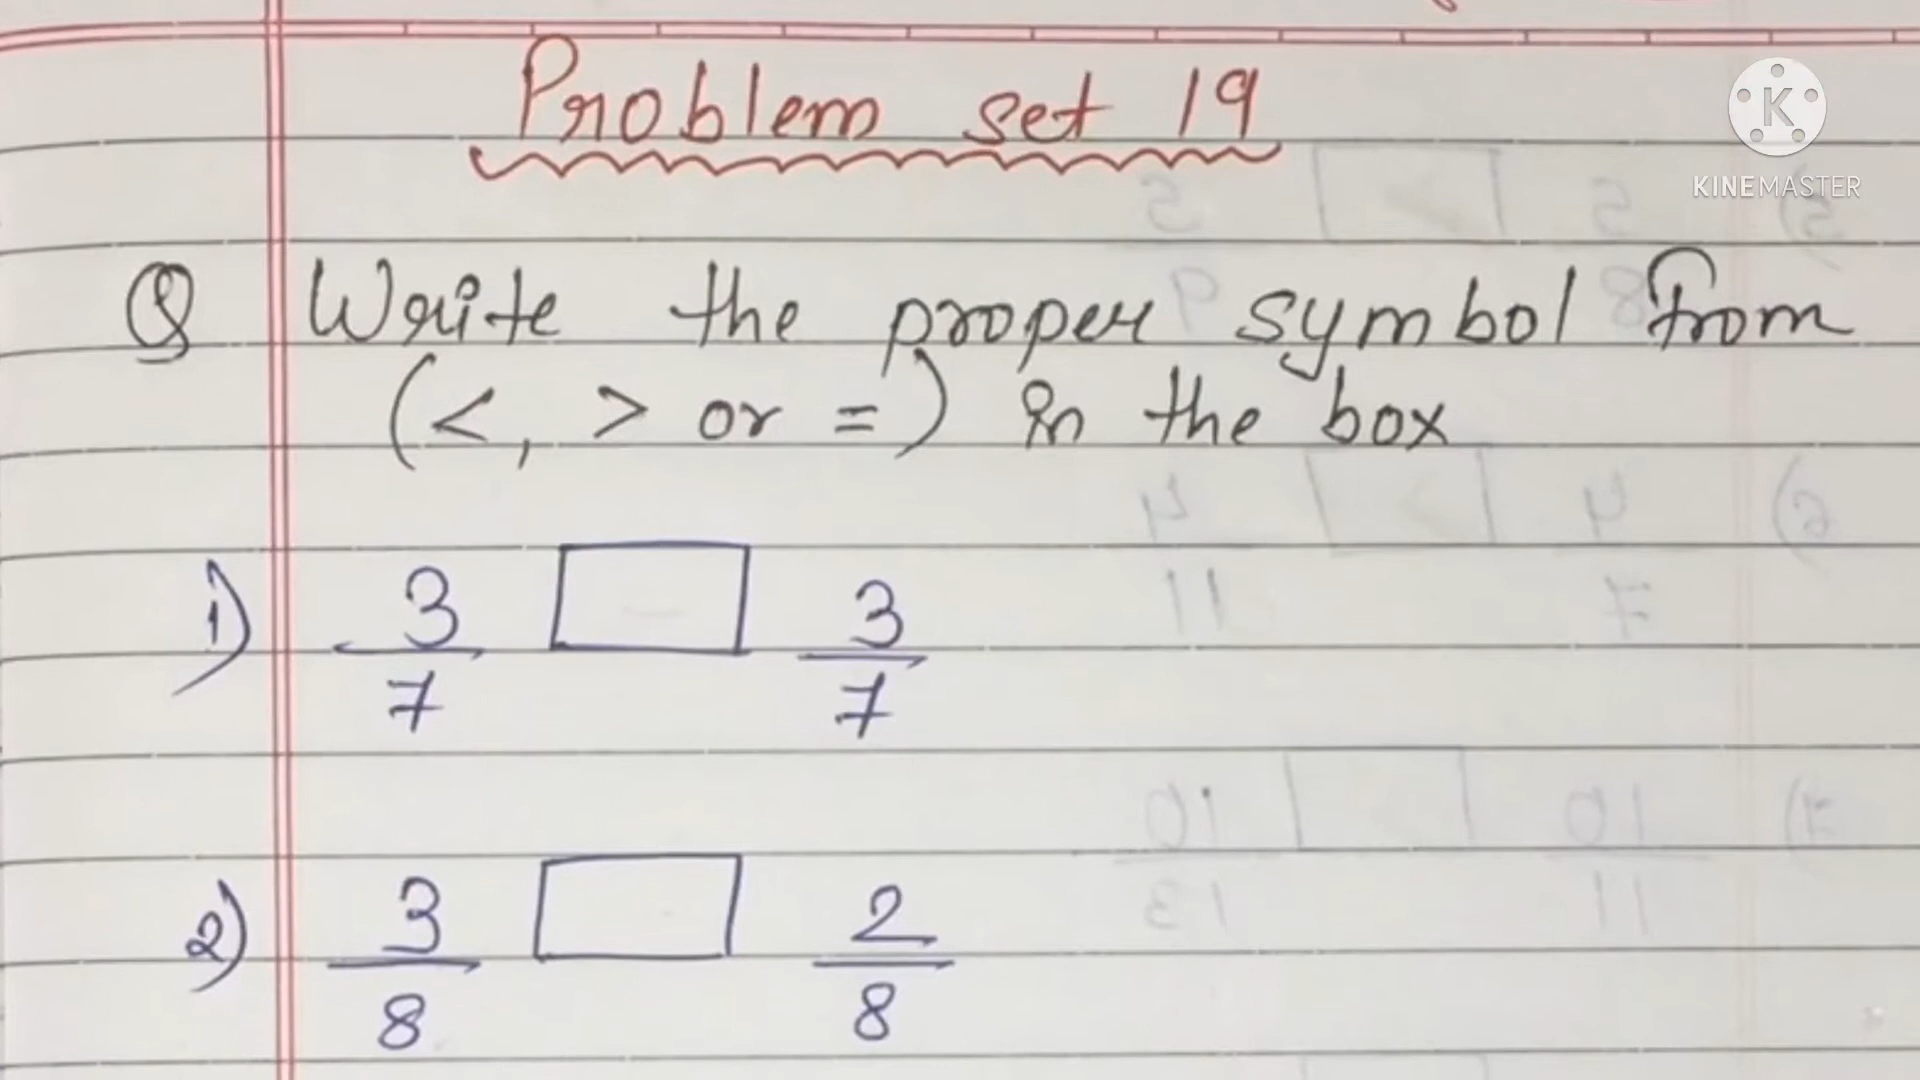 Problem set 19
KINEMASTER
Q Write the proper symbol from
(<, > or =) in the box
1) 3/7 □ 3/7
2) 3/8 □ 2/8